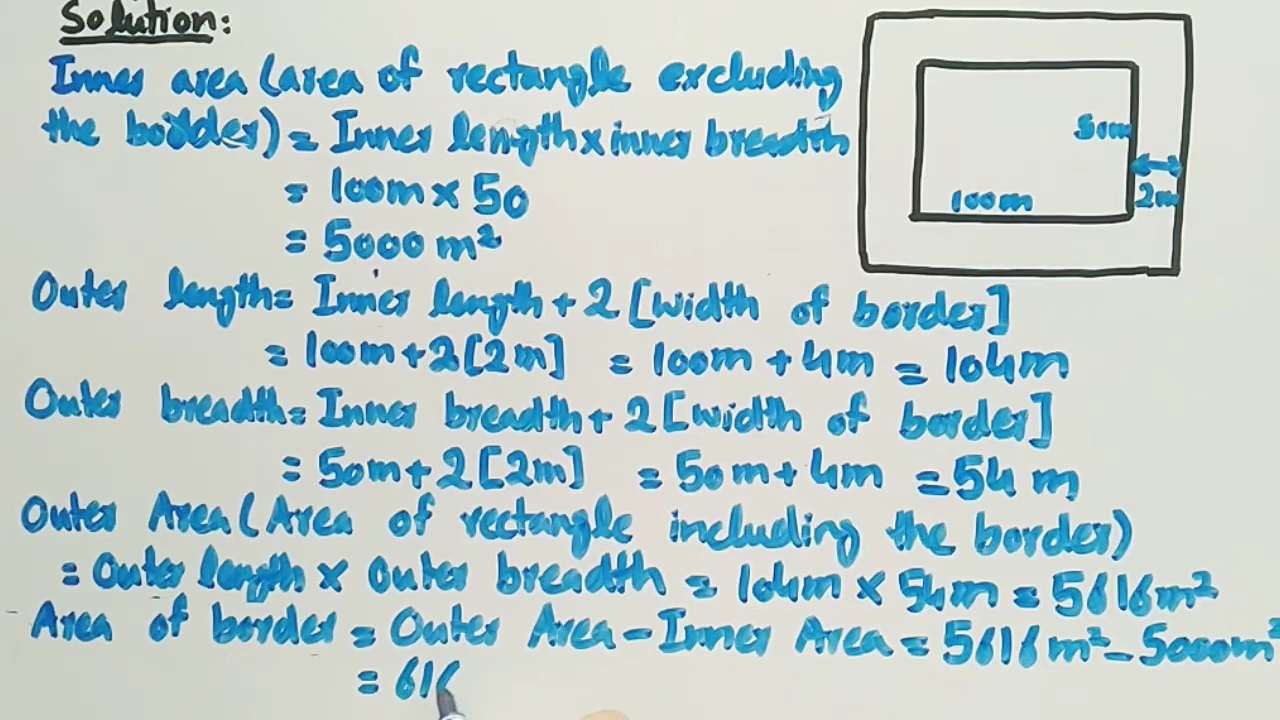 Solution:
Inner area (area of rectangle excluding
the border) = Inner length x inner breadth
= 100m x 50
= 5000 m²
Outer length = Inner length + 2 [width of border]
= 100m + 2 [2m] = 100m + 4m = 104m
Outer breadth = Inner breadth + 2 [width of border]
= 50m + 2 [2m] = 50m + 4m = 54 m
Outer Area (Area of rectangle including the border)
= Outer length x Outer breadth = 104m x 54m = 5616m²
Area of border = Outer Area - Inner Area = 5616m² - 5000m²
= 616
50m
100m
2m